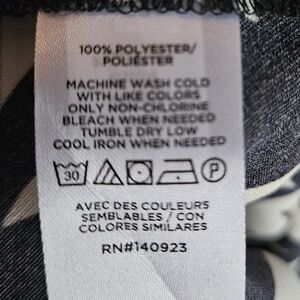 100% POLYESTER/
POLIÉSTER
MACHINE WASH COLD
WITH LIKE COLORS
ONLY NON-CHLORINE
BLEACH WHEN NEEDED
TUMBLE DRY LOW
COOL IRON WHEN NEEDED
30 P
AVEC DES COULEURS
SEMBLABLES / CON
COLORES SIMILARES
RN#140923